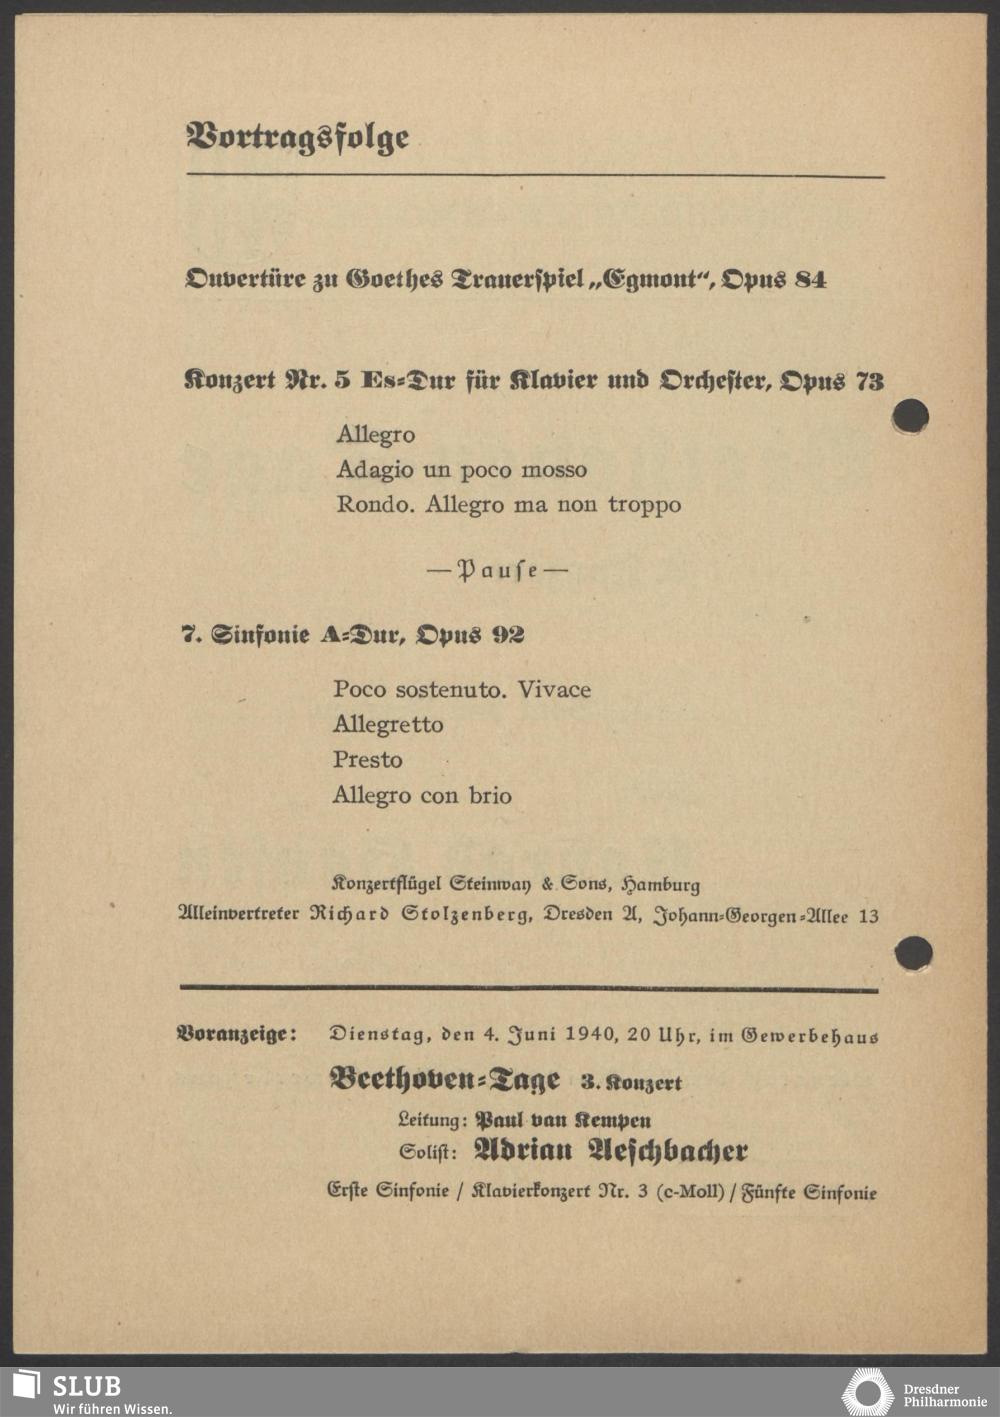 Vortragsfolge
Ouvertüre zu Goethes Trauerspiel „Egmont“, Opus 84
Konzert Nr. 5 Es-Dur für Klavier und Orchester, Opus 73
Allegro
Adagio un poco mosso
Rondo. Allegro ma non troppo
— Pause —
7. Sinfonie A-Dur, Opus 92
Poco sostenuto. Vivace
Allegretto
Presto
Allegro con brio
Konzertflügel Steinway & Sons, Hamburg
Alleinvertreter Richard Stolzenberg, Dresden A, Johann-Georgen-Allee 13
Voranzeige: Dienstag, den 4. Juni 1940, 20 Uhr, im Gewerbehaus
Beethoven-Tage 3. Konzert
Leitung: Paul van Kempen
Solist: Adrian Aeschbacher
Erste Sinfonie / Klavierkonzert Nr. 3 (c-Moll) / Fünfte Sinfonie
SLUB
Wir führen Wissen.
Dresdner
Philharmonie